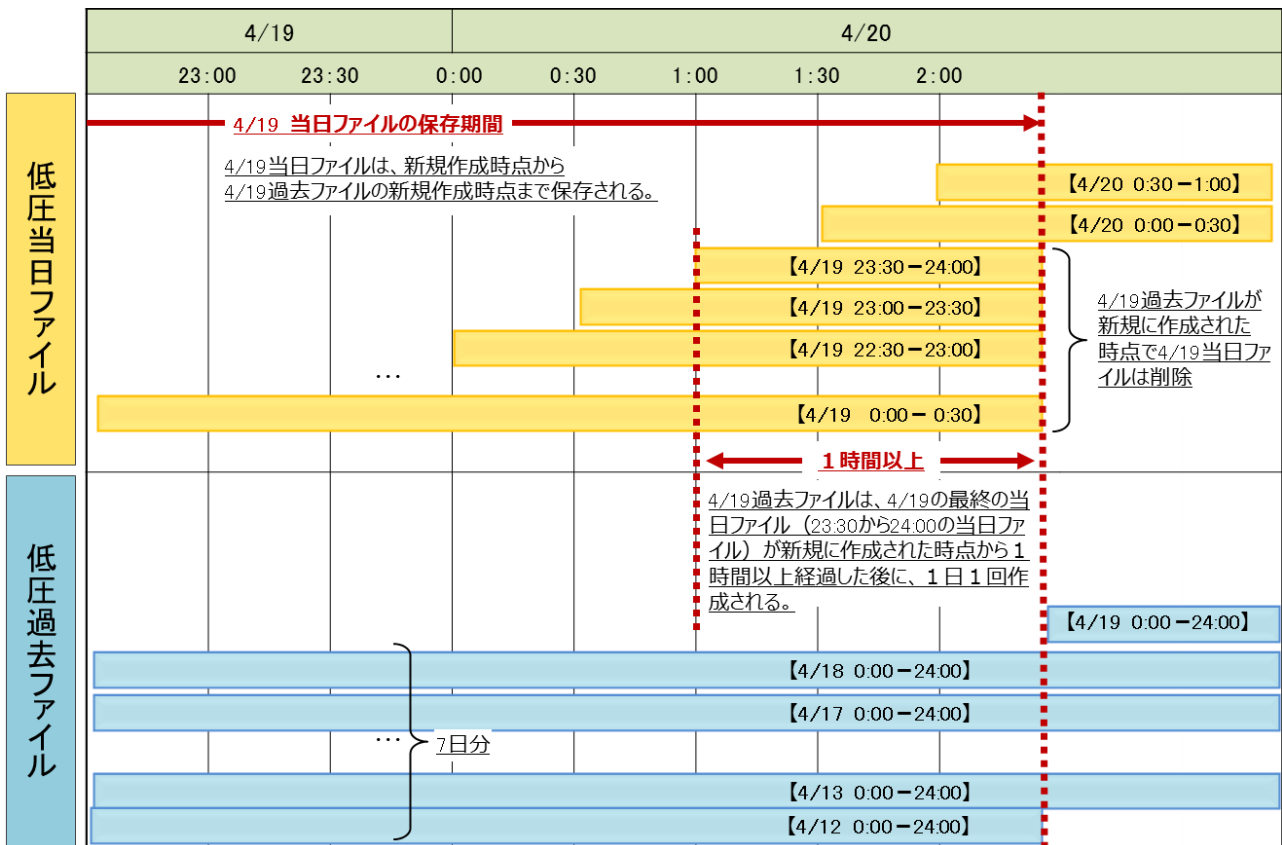 4/19
4/20
23:00
23:30
0:00
0:30
1:00
1:30
2:00
低圧当日ファイル
4/19 当日ファイルの保存期間
4/19当日ファイルは、新規作成時点から
4/19過去ファイルの新規作成時点まで保存される。
【4/20 0:30－1:00】
【4/20 0:00－0:30】
【4/19 23:30－24:00】
【4/19 23:00－23:30】
【4/19 22:30－23:00】
…
【4/19 0:00－0:30】
4/19過去ファイルが
新規に作成された
時点で4/19当日ファ
イルは削除
１時間以上
4/19過去ファイルは、4/19の最終の当
日ファイル（23:30から24:00の当日ファ
イル）が新規に作成された時点から１
時間以上経過した後に、１日１回作
成される。
低圧過去ファイル
【4/19 0:00－24:00】
【4/18 0:00－24:00】
【4/17 0:00－24:00】
…
7日分
【4/13 0:00－24:00】
【4/12 0:00－24:00】